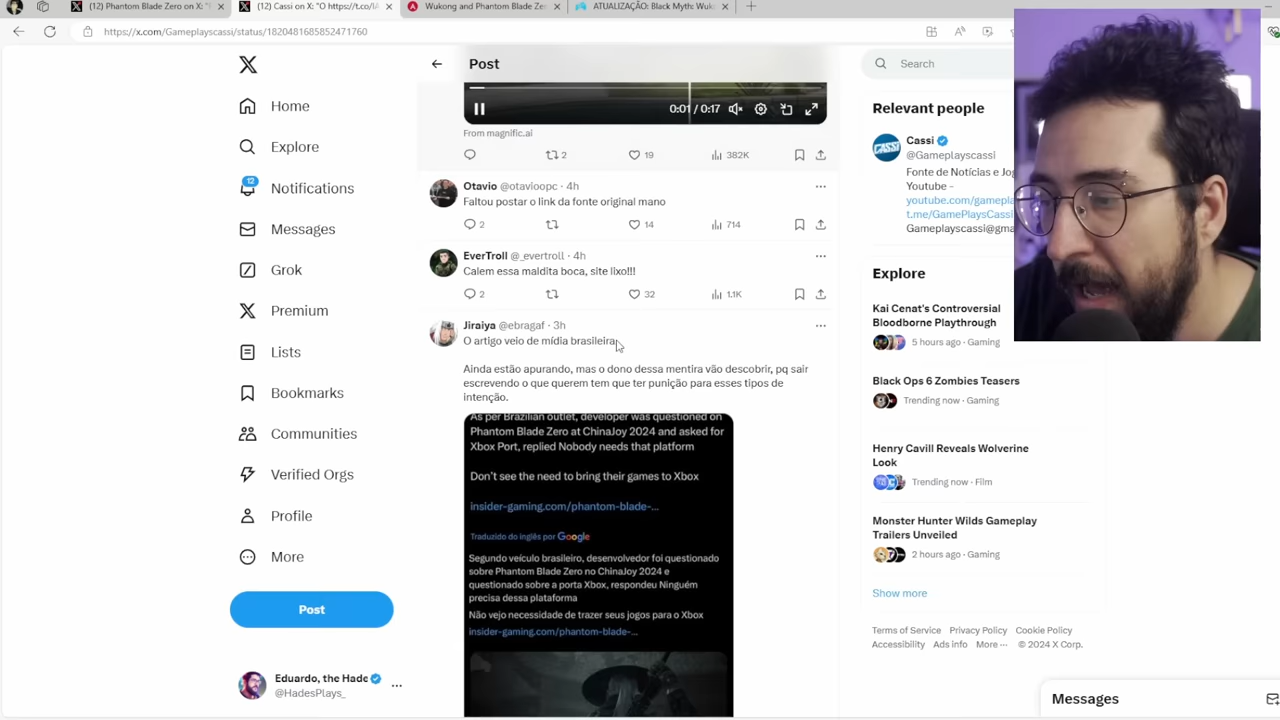 (12) Phantom Blade Zero on X: "
(12) Cassi on X: "O https://t.co/IA
Wukong and Phantom Blade Zer
ATUALIZAÇÃO: Black Myth: Wuk
https://x.com/Gameplayscassi/status/1820481685852471760
Home
Explore
12
Notifications
Messages
Grok
Premium
Lists
Bookmarks
Communities
Verified Orgs
Profile
More
Post
Eduardo, the Hade
@HadesPlays_
Post
0:01 / 0:17
From magnific.ai
2
19
382K
Otavio @otavioopc · 4h
Faltou postar o link da fonte original mano
2
14
714
EverTroll @_evertroll · 4h
Calem essa maldita boca, site lixo!!!
2
32
1.1K
Jiraiya @ebragaf · 3h
O artigo veio de mídia brasileira
Ainda estão apurando, mas o dono dessa mentira vão descobrir, pq sair
escrevendo o que querem tem que ter punição para esses tipos de
intenção.
As per Brazilian outlet, developer was questioned on
Phantom Blade Zero at ChinaJoy 2024 and asked for
Xbox Port, replied Nobody needs that platform
Don't see the need to bring their games to Xbox
insider-gaming.com/phantom-blade-...
Traduzido do inglês por Google
Segundo veículo brasileiro, desenvolvedor foi questionado
sobre Phantom Blade Zero no ChinaJoy 2024 e
questionado sobre a porta Xbox, respondeu Ninguém
precisa dessa plataforma
Não vejo necessidade de trazer seus jogos para o Xbox
insider-gaming.com/phantom-blade-...
Search
Relevant people
CASSI
Cassi
@Gameplayscassi
Fonte de Notícias e Jog
Youtube -
youtube.com/gamepla
t.me/GamePlaysCassi
Gameplayscassi@gma
Explore
Kai Cenat's Controversial
Bloodborne Playthrough
5 hours ago · Gaming
Black Ops 6 Zombies Teasers
Trending now · Gaming
Henry Cavill Reveals Wolverine
Look
Trending now · Film
Monster Hunter Wilds Gameplay
Trailers Unveiled
2 hours ago · Gaming
Show more
Terms of Service Privacy Policy Cookie Policy
Accessibility Ads info More ··· © 2024 X Corp.
Messages